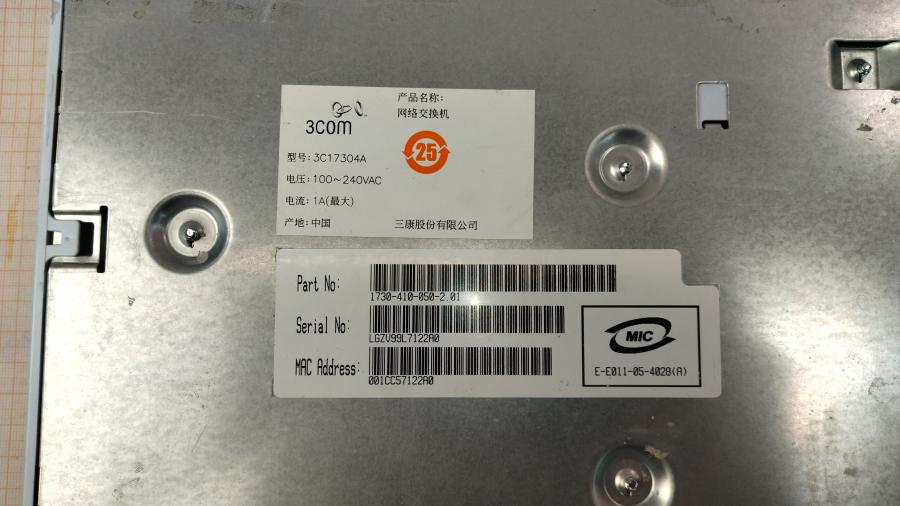 产品名称:
网络交换机
3COM
25
型号: 3C17304A
电压: 100～240VAC
电流: 1A(最大)
产地: 中国
三康股份有限公司
Part No:
1730-410-050-2.01
Serial No:
LGZV99L7122A0
MAC Address:
001CC57122A0
MIC
E-E011-05-4028(A)